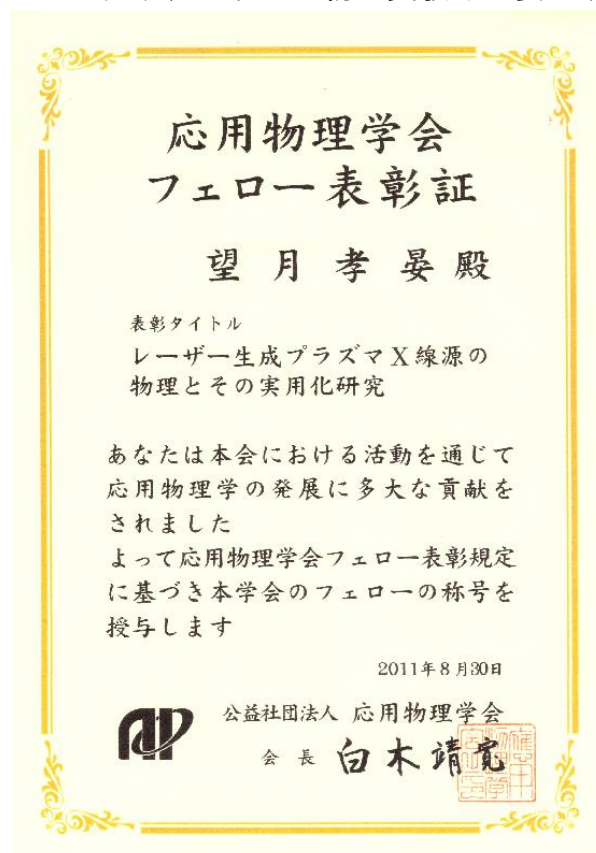 応用物理学会
フェロー表彰証
望月孝晏殿
表彰タイトル
レーザー生成プラズマX線源の
物理とその実用化研究
あなたは本会における活動を通じて
応用物理学の発展に多大な貢献を
されました
よって応用物理学会フェロー表彰規定
に基づき本学会のフェローの称号を
授与します
2011年8月30日
公益社団法人 応用物理学会
会長 白木靖寛